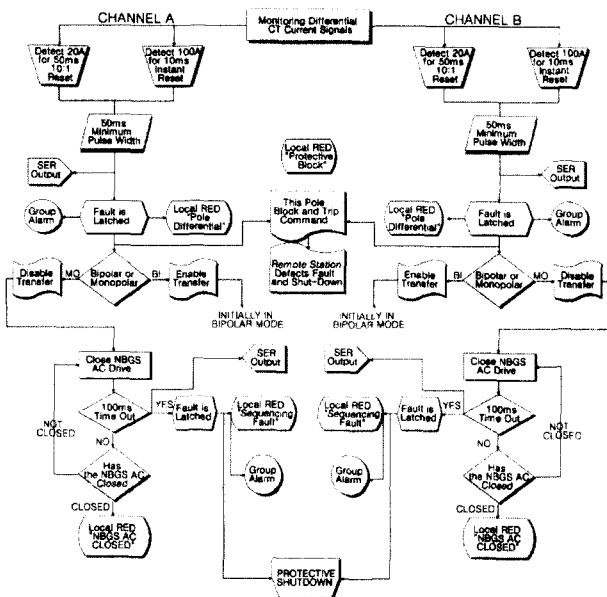 CHANNEL A
Monitoring Differential
CT Current Signals
CHANNEL B
Detect 20A
for 50ms
10:1
Reset
Detect 100A
for 10ms
Instant
Reset
Detect 20A
for 50ms
10:1
Reset
Detect 100A
for 10ms
Instant
Reset
50ms
Minimum
Pulse Width
50ms
Minimum
Pulse Width
Local RED
"Protective
Block"
SER
Output
SER
Output
Group
Alarm
Fault is
Latched
Local RED
"Pole
Differential"
This Pole
Block and Trip
Command
Local RED
"Pole
Differential"
Fault is
Latched
Group
Alarm
Remote Station
Detects Fault
and Shut-Down
Disable
Transfer
MO
Bipolar or
Monopolar
BI
Enable
Transfer
Enable
Transfer
BI
Bipolar or
Monopolar
MO
Disable
Transfer
INITIALLY IN
BIPOLAR MODE
INITIALLY IN
BIPOLAR MODE
Close NBGS
AC Drive
SER
Output
SER
Output
Close NBGS
AC Drive
100ms
Time Out
YES
Fault is
Latched
Local RED
"Sequencing
Fault"
Local RED
"Sequencing
Fault"
Fault is
Latched
YES
100ms
Time Out
NOT
CLOSED
NO
NO
NOT
CLOSED
Has
the NBGS AC
Closed
Group
Alarm
Group
Alarm
Has
the NBGS AC
Closed
CLOSED
CLOSED
Local RED
"NBGS AC
CLOSED"
Local RED
"NBGS AC
CLOSED"
PROTECTIVE
SHUTDOWN